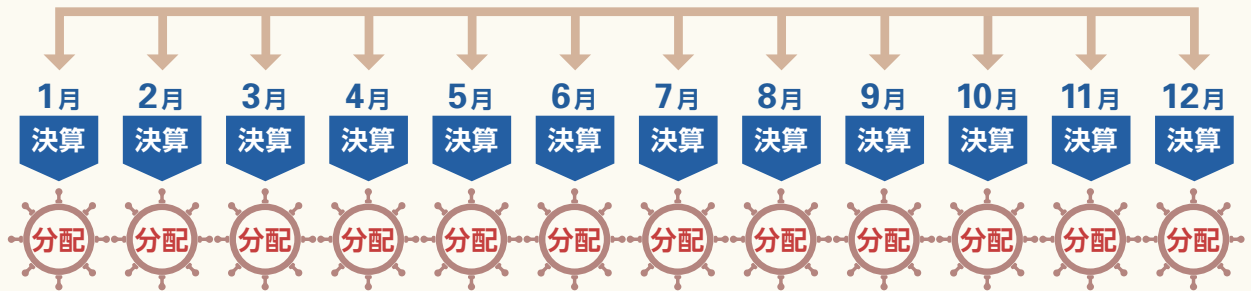 1月 2月 3月 4月 5月 6月 7月 8月 9月 10月 11月 12月
決算 決算 決算 決算 決算 決算 決算 決算 決算 決算 決算 決算
分配 分配 分配 分配 分配 分配 分配 分配 分配 分配 分配 分配